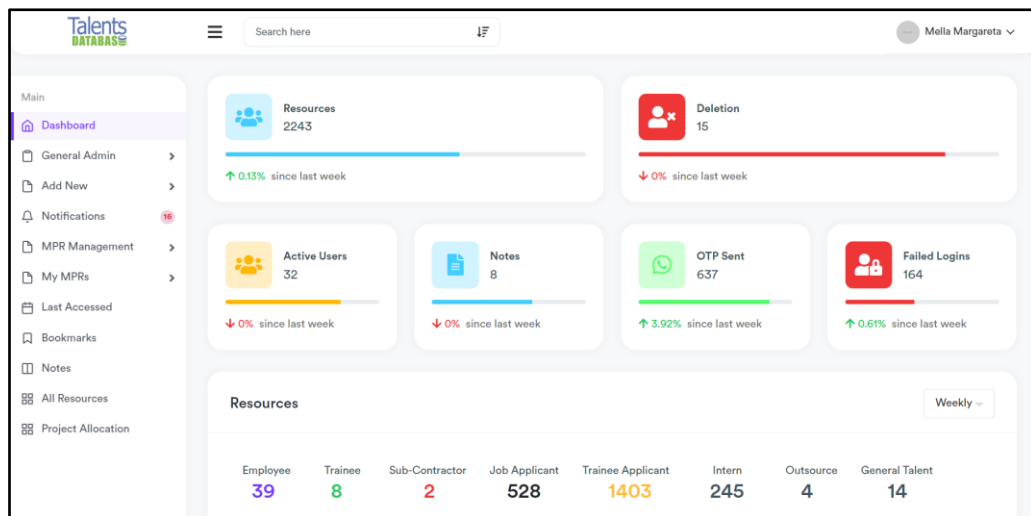 Talents
DATABASE
Search here
Mella Margareta
Main
Dashboard
General Admin
Add New
Notifications
16
MPR Management
My MPRs
Last Accessed
Bookmarks
Notes
All Resources
Project Allocation
Resources
2243
0.13% since last week
Deletion
15
0% since last week
Active Users
32
0% since last week
Notes
8
0% since last week
OTP Sent
637
3.92% since last week
Failed Logins
164
0.61% since last week
Resources
Weekly
Employee Trainee Sub-Contractor Job Applicant Trainee Applicant Intern Outsource General Talent
39 8 2 528 1403 245 4 14